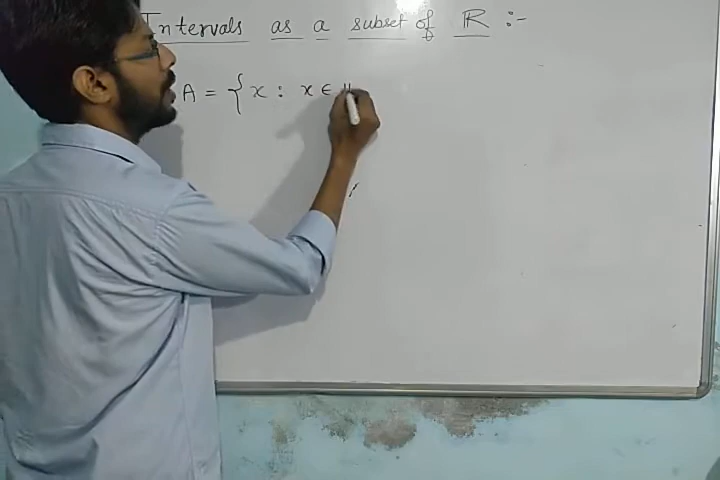 Intervals as a subset of R :-
A = { x : x ∈